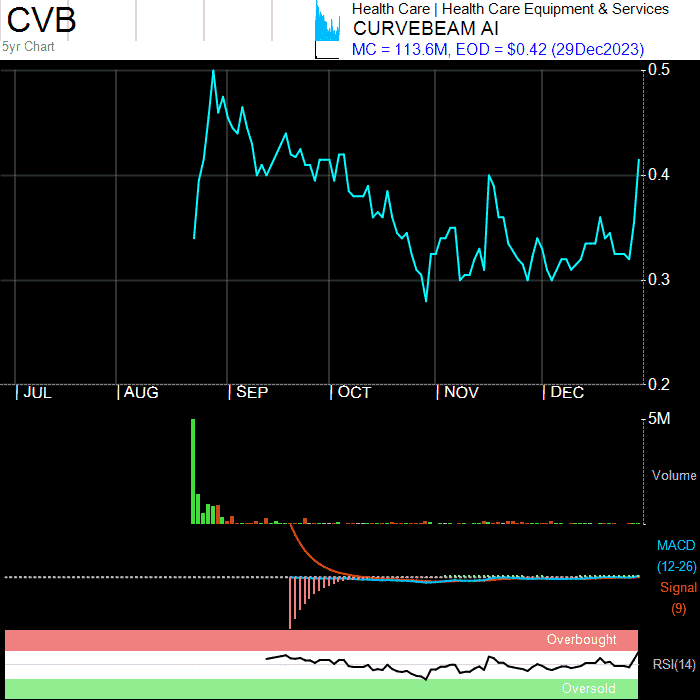 CVB
5yr Chart
Health Care | Health Care Equipment & Services
CURVEBEAM AI
MC = 113.6M, EOD = $0.42 (29Dec2023)
0.5
0.4
0.3
0.2
JUL AUG SEP OCT NOV DEC
5M
Volume
MACD
(12-26)
Signal
(9)
Overbought
RSI(14)
Oversold